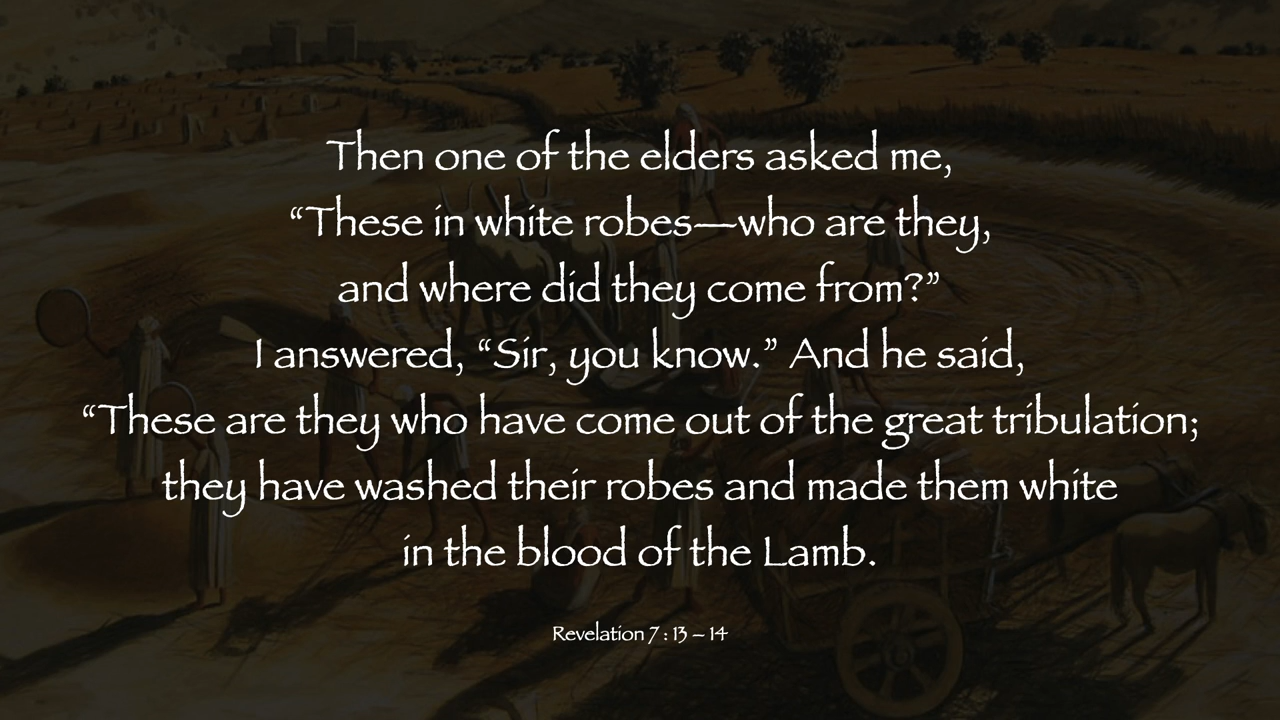 Then one of the elders asked me,
“These in white robes—who are they,
and where did they come from?”
I answered, “Sir, you know.” And he said,
“These are they who have come out of the great tribulation;
they have washed their robes and made them white
in the blood of the Lamb.
Revelation 7 : 13 – 14